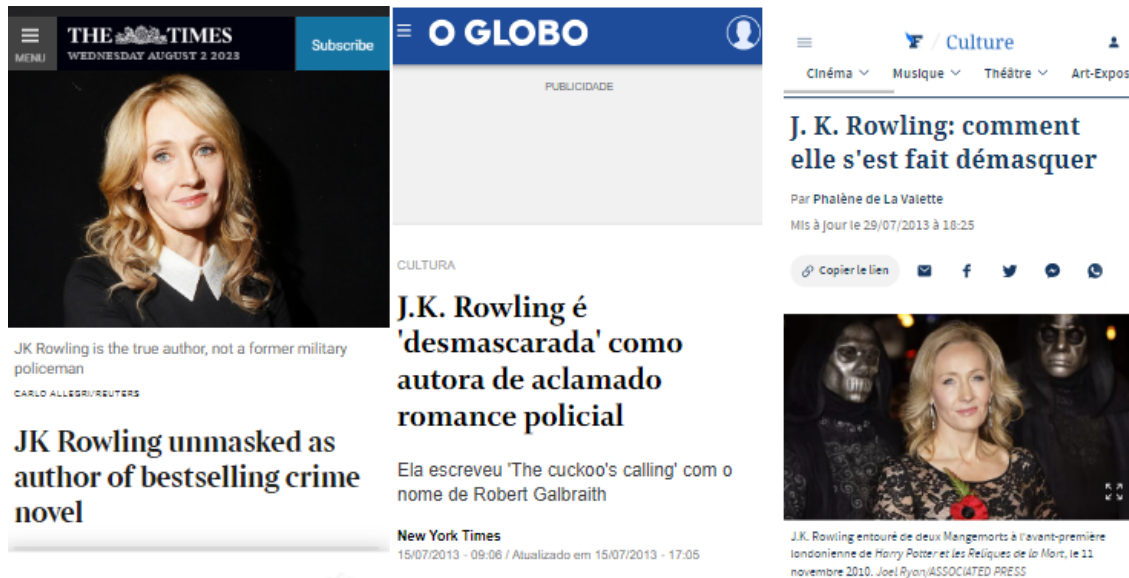 THE TIMES
MENU
WEDNESDAY AUGUST 2 2023
Subscribe
JK Rowling is the true author, not a former military
policeman
CARLO ALLEGRI/REUTERS
JK Rowling unmasked as
author of bestselling crime
novel
O GLOBO
PUBLICIDADE
CULTURA
J.K. Rowling é
'desmascarada' como
autora de aclamado
romance policial
Ela escreveu 'The cuckoo's calling' com o
nome de Robert Galbraith
New York Times
15/07/2013 - 09:06 / Atualizado em 15/07/2013 - 17:05
F / Culture
Cinéma Musique Théâtre Art-Expos
J. K. Rowling: comment
elle s'est fait démasquer
Par Phalène de La Valette
Mis à jour le 29/07/2013 à 18:25
Copier le lien
J.K. Rowling entouré de deux Mangemorts à l'avant-première
londonienne de Harry Potter et les Reliques de la Mort, le 11
novembre 2010. Joel Ryan/ASSOCIATED PRESS